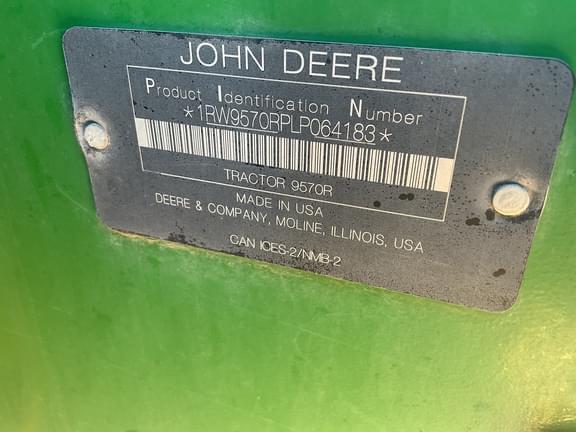 JOHN DEERE
Product Identification Number
*1RW9570RPLP064183*
TRACTOR 9570R
MADE IN USA
DEERE & COMPANY, MOLINE, ILLINOIS, USA
CAN ICES-2/NMB-2